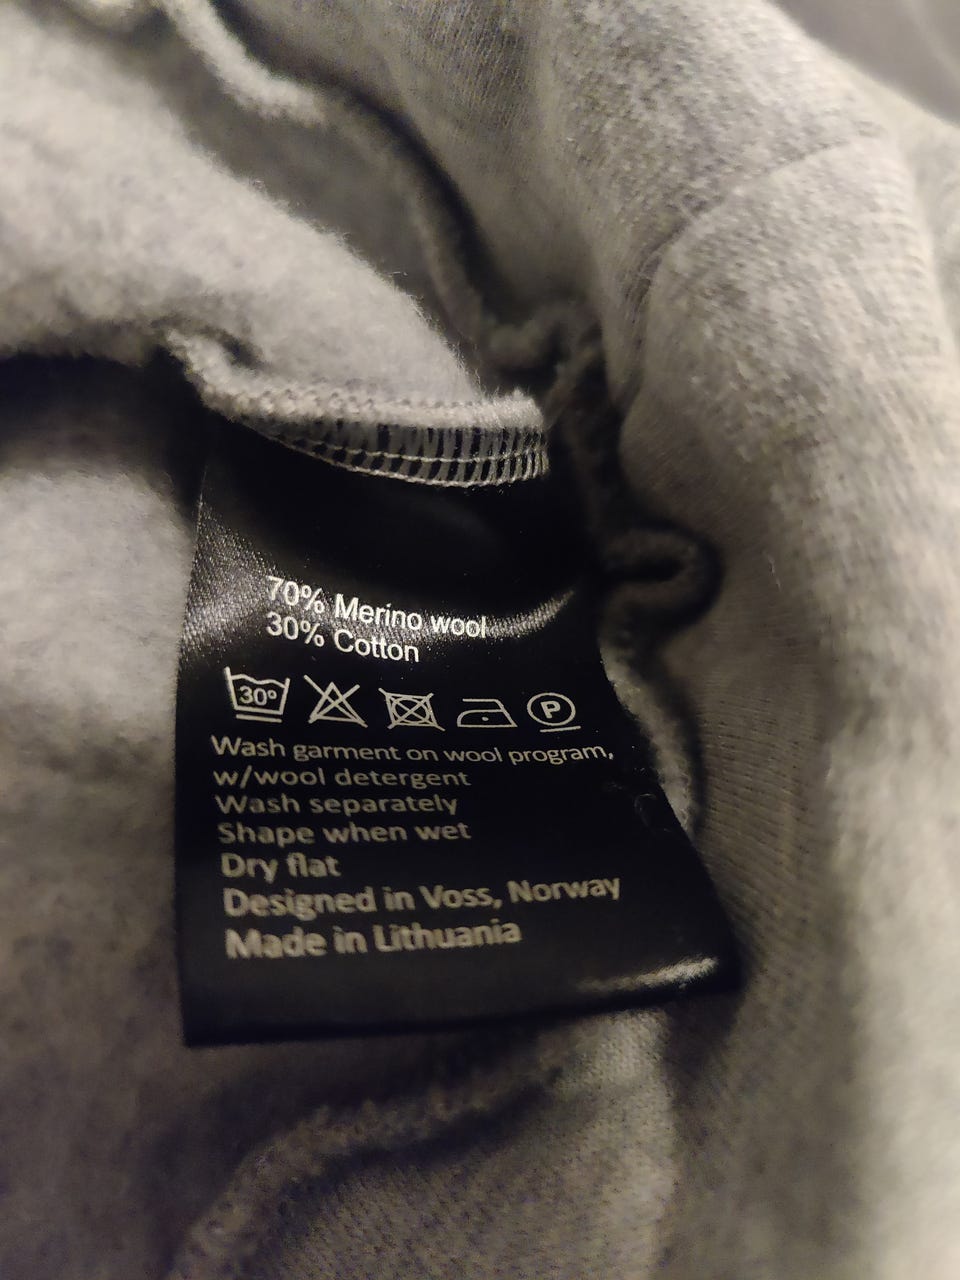 70% Merino wool
30% Cotton
30° P
Wash garment on wool program,
w/wool detergent
Wash separately
Shape when wet
Dry flat
Designed in Voss, Norway
Made in Lithuania